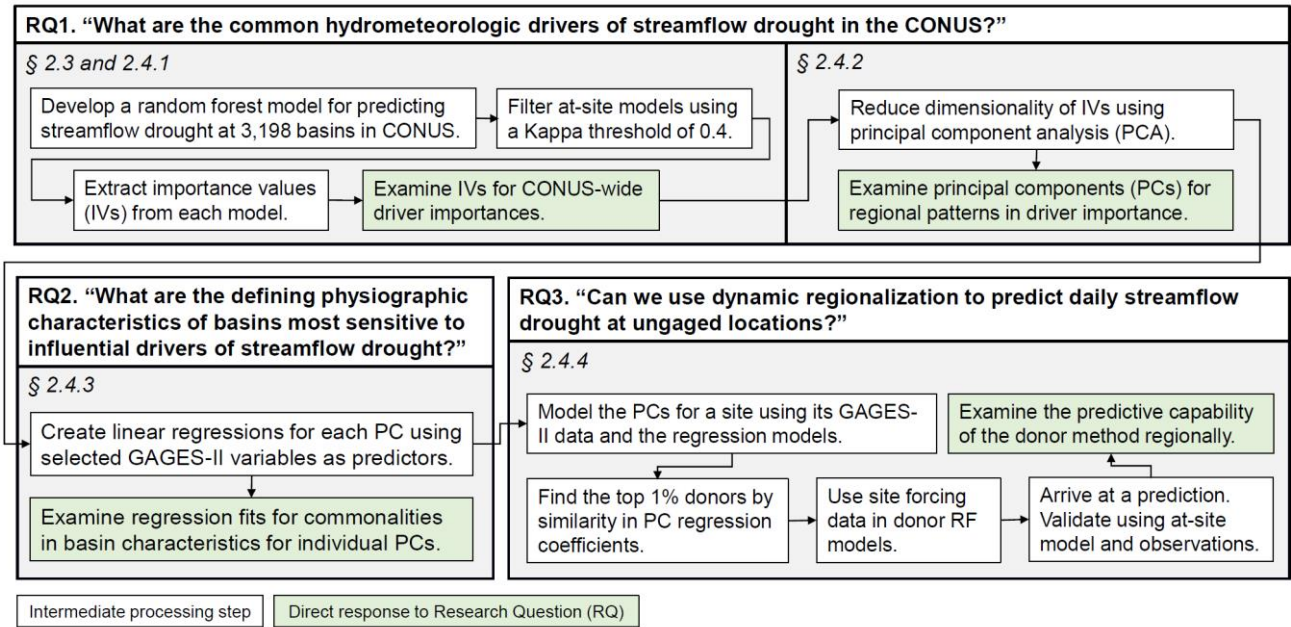 RQ1. “What are the common hydrometeorologic drivers of streamflow drought in the CONUS?”
§ 2.3 and 2.4.1
Develop a random forest model for predicting
streamflow drought at 3,198 basins in CONUS.
Filter at-site models using
a Kappa threshold of 0.4.
Extract importance values
(IVs) from each model.
Examine IVs for CONUS-wide
driver importances.
§ 2.4.2
Reduce dimensionality of IVs using
principal component analysis (PCA).
Examine principal components (PCs) for
regional patterns in driver importance.
RQ2. “What are the defining physiographic
characteristics of basins most sensitive to
influential drivers of streamflow drought?”
§ 2.4.3
Create linear regressions for each PC using
selected GAGES-II variables as predictors.
Examine regression fits for commonalities
in basin characteristics for individual PCs.
RQ3. “Can we use dynamic regionalization to predict daily streamflow
drought at ungaged locations?”
§ 2.4.4
Model the PCs for a site using its GAGES-
II data and the regression models.
Find the top 1% donors by
similarity in PC regression
coefficients.
Use site forcing
data in donor RF
models.
Arrive at a prediction.
Validate using at-site
model and observations.
Examine the predictive capability
of the donor method regionally.
Intermediate processing step
Direct response to Research Question (RQ)